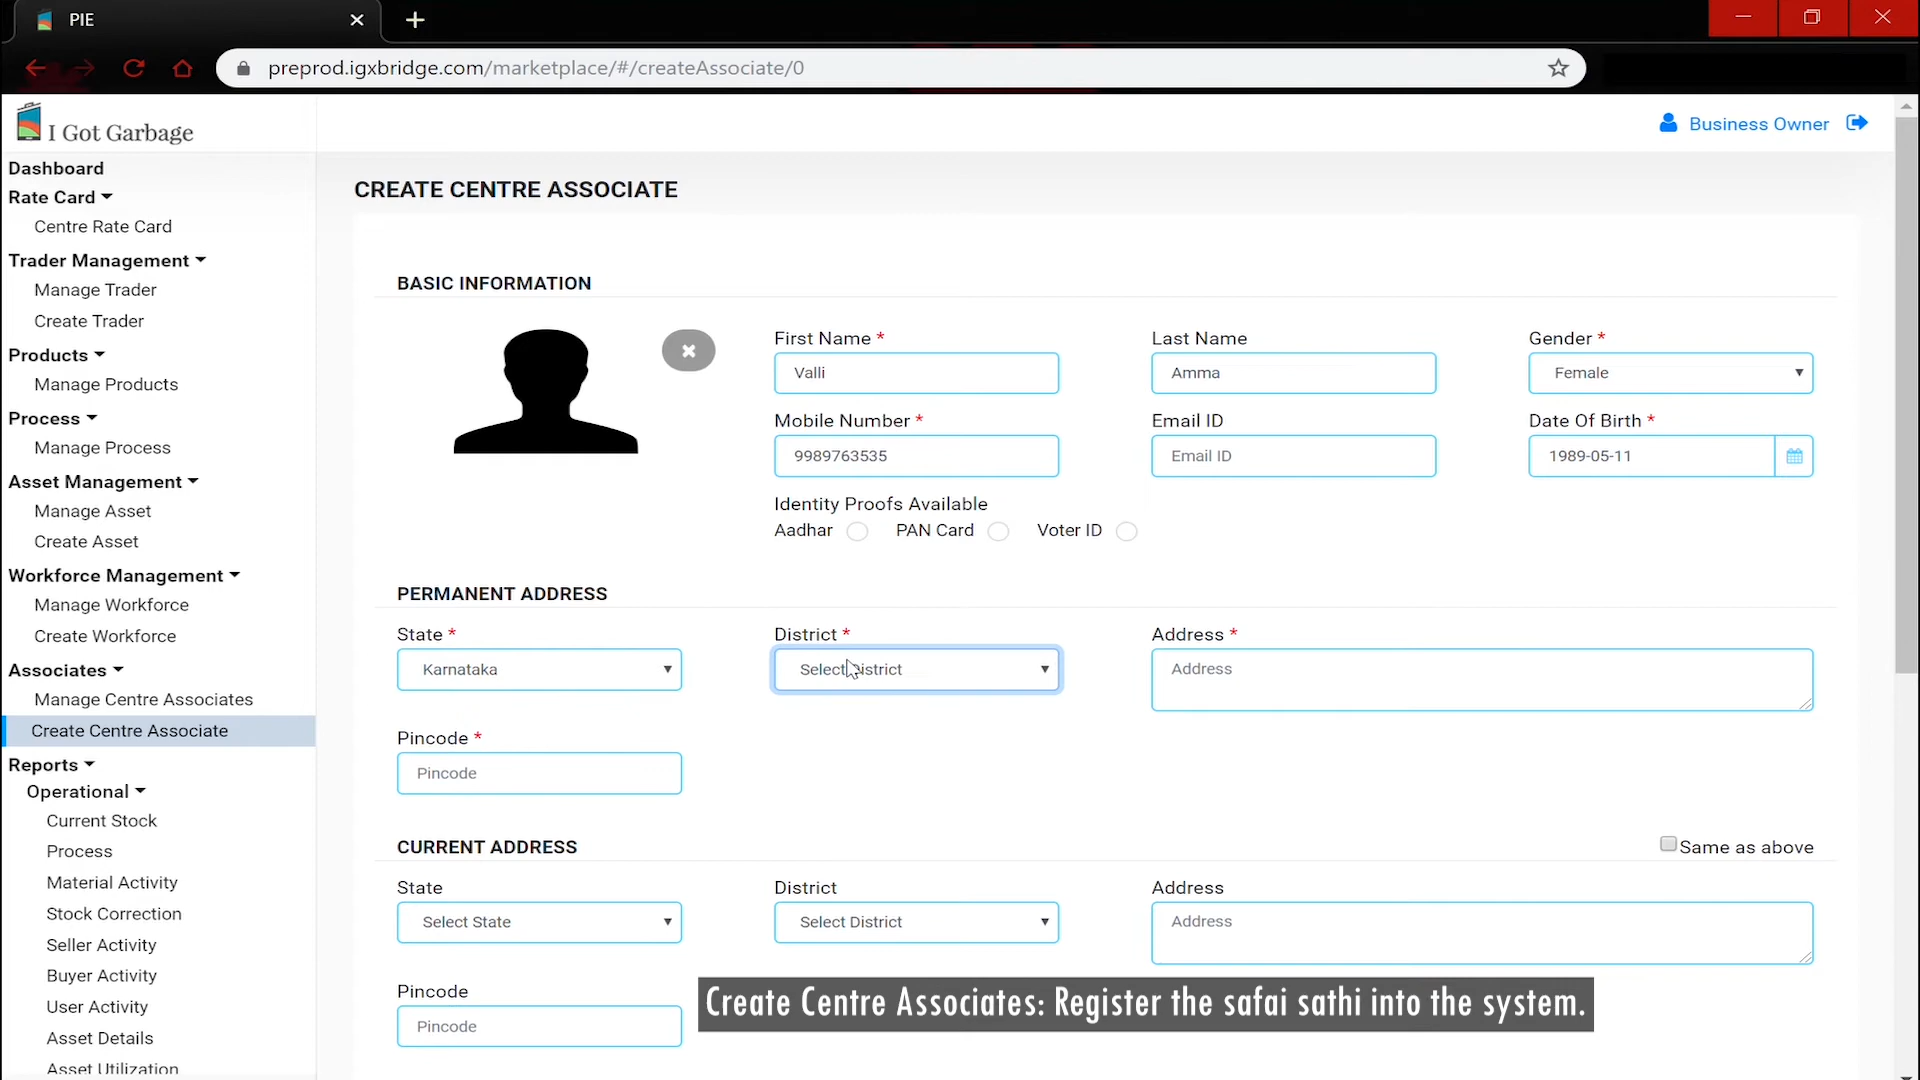 PIE
preprod.igxbridge.com/marketplace/#/createAssociate/0
I Got Garbage
Business Owner
Dashboard
Rate Card
Centre Rate Card
Trader Management
Manage Trader
Create Trader
Products
Manage Products
Process
Manage Process
Asset Management
Manage Asset
Create Asset
Workforce Management
Manage Workforce
Create Workforce
Associates
Manage Centre Associates
Create Centre Associate
Reports
Operational
Current Stock
Process
Material Activity
Stock Correction
Seller Activity
Buyer Activity
User Activity
Asset Details
Asset Utilization
CREATE CENTRE ASSOCIATE
BASIC INFORMATION
First Name * Last Name Gender *
Valli Amma Female
Mobile Number * Email ID Date Of Birth *
9989763535 Email ID 1989-05-11
Identity Proofs Available
Aadhar PAN Card Voter ID
PERMANENT ADDRESS
State * District * Address *
Karnataka Select District Address
Pincode *
Pincode
CURRENT ADDRESS Same as above
State District Address
Select State Select District Address
Pincode
Pincode
Create Centre Associates: Register the safai sathi into the system.